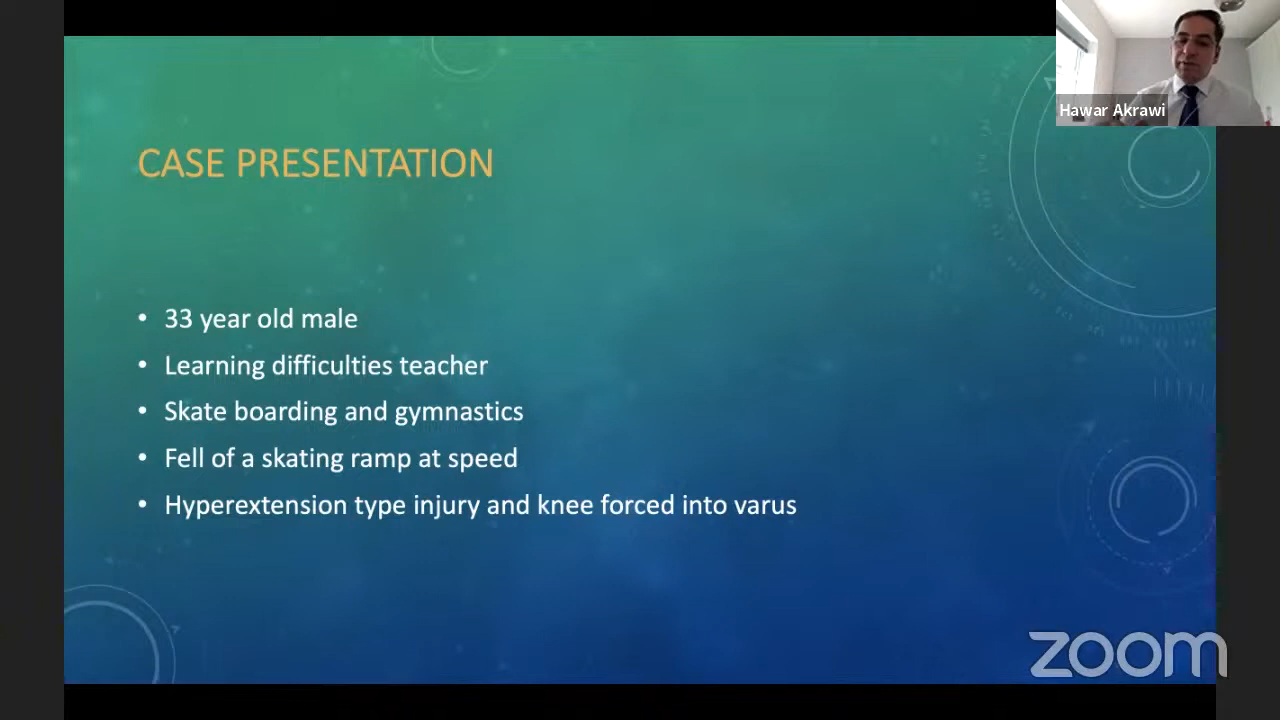 Hawar Akrawi
CASE PRESENTATION
• 33 year old male
• Learning difficulties teacher
• Skate boarding and gymnastics
• Fell of a skating ramp at speed
• Hyperextension type injury and knee forced into varus
zoom